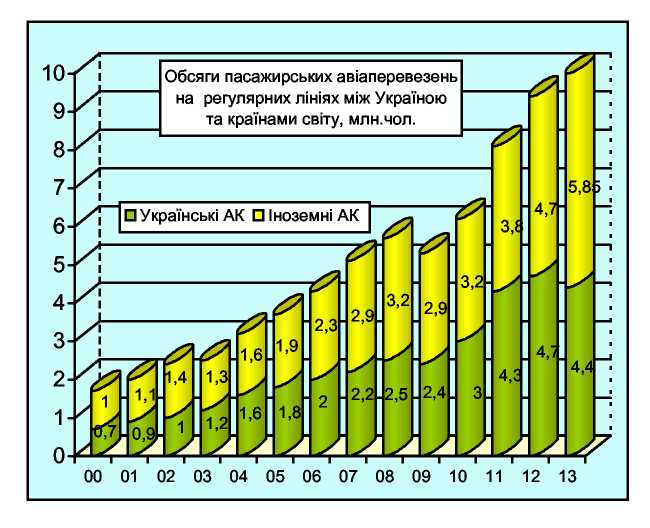 Обсяги пасажирських авіаперевезень
на регулярних лініях між Україною
та країнами світу, млн.чол.
Українські АК Іноземні АК
10
9
8
7
6
5
4
3
2
1
0
1 1,1 1,4 1,3 1,6 1,9 2,3 2,9 3,2 2,9 3,2 3,8 4,7 5,85
0,7 0,9 1 1,2 1,6 1,8 2 2,2 2,5 2,4 3 4,3 4,7 4,4
00 01 02 03 04 05 06 07 08 09 10 11 12 13